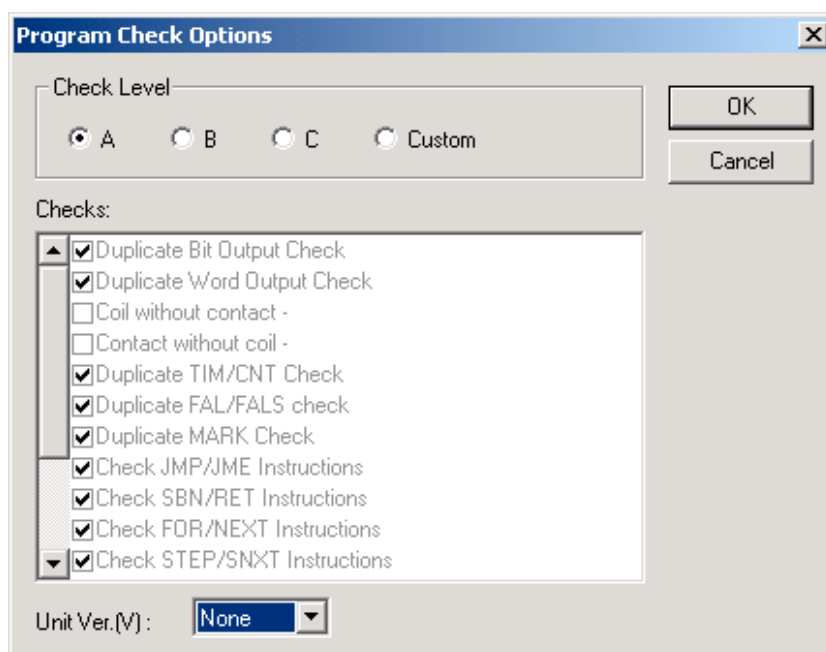 Program Check Options
Check Level
A B C Custom
OK
Cancel
Checks:
Duplicate Bit Output Check
Duplicate Word Output Check
Coil without contact -
Contact without coil -
Duplicate TIM/CNT Check
Duplicate FAL/FALS check
Duplicate MARK Check
Check JMP/JME Instructions
Check SBN/RET Instructions
Check FOR/NEXT Instructions
Check STEP/SNXT Instructions
Unit Ver.(V) : None